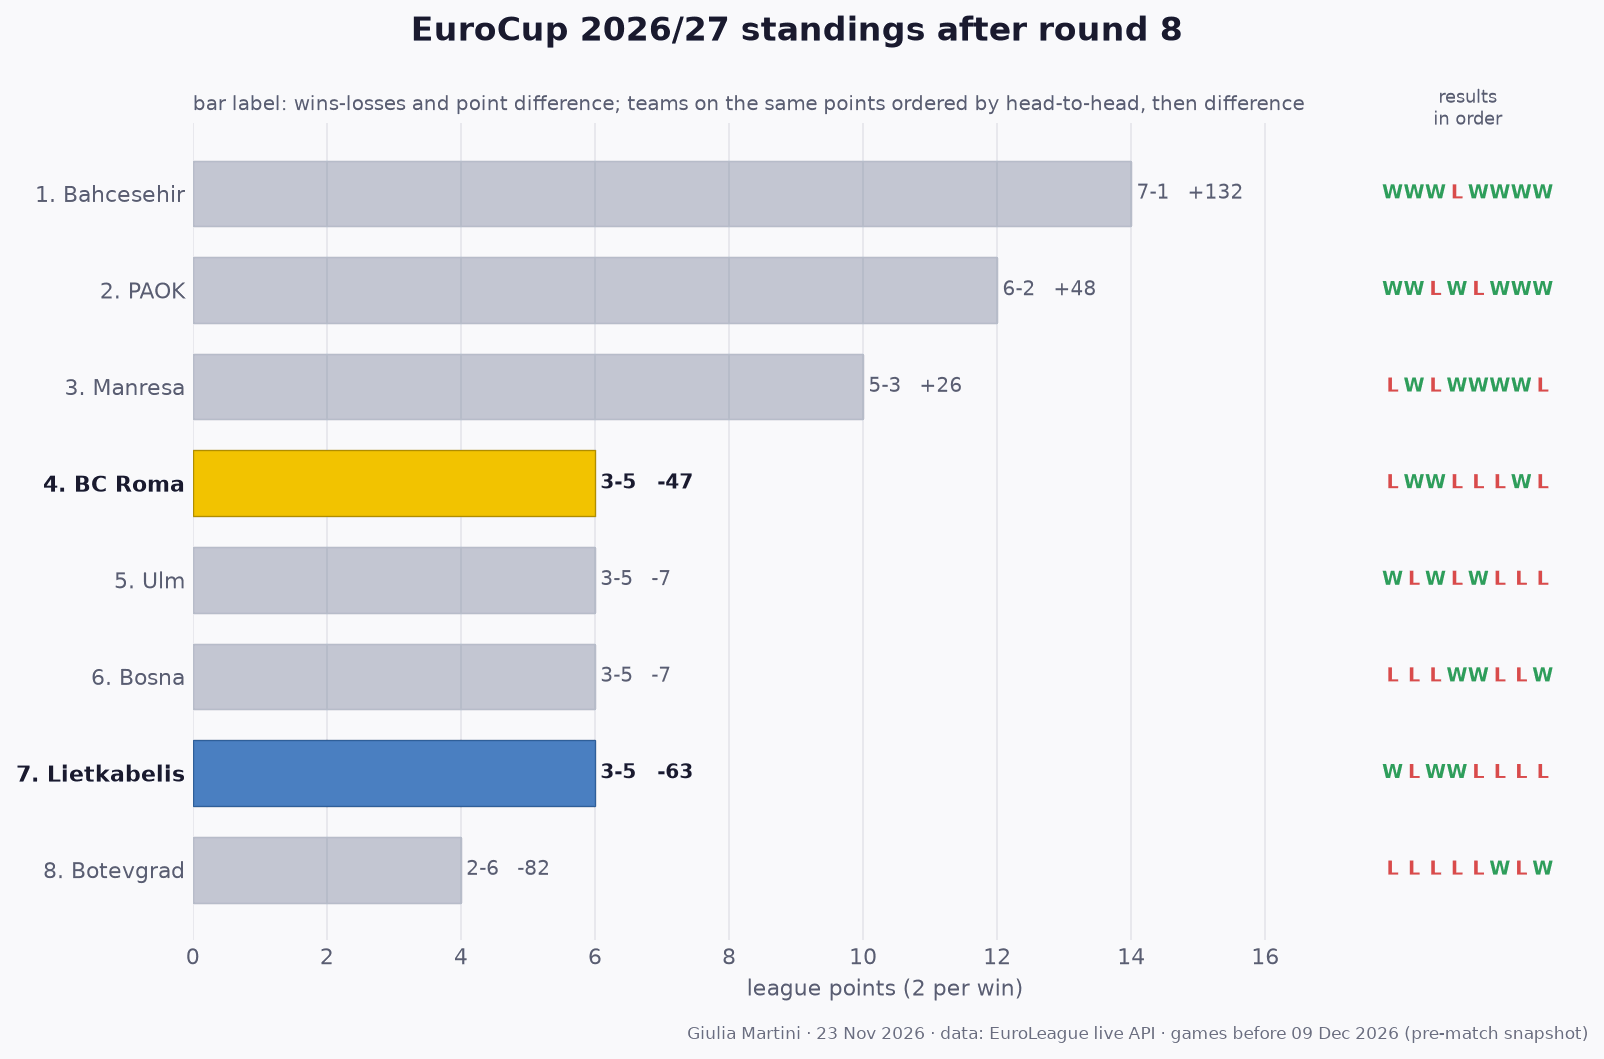 EuroCup 2026/27 standings after round 8
bar label: wins-losses and point difference; teams on the same points ordered by head-to-head, then difference
results
in order
1. Bahcesehir 7-1 +132 WWWLWWWW
2. PAOK 6-2 +48 WWLWLWWW
3. Manresa 5-3 +26 LWLWWWWL
4. BC Roma 3-5 -47 LWWLLLWL
5. Ulm 3-5 -7 WLWLWLLL
6. Bosna 3-5 -7 LLLWWLLW
7. Lietkabelis 3-5 -63 WLWWLLLL
8. Botevgrad 2-6 -82 LLLLLWLW
0 2 4 6 8 10 12 14 16
league points (2 per win)
Giulia Martini · 23 Nov 2026 · data: EuroLeague live API · games before 09 Dec 2026 (pre-match snapshot)